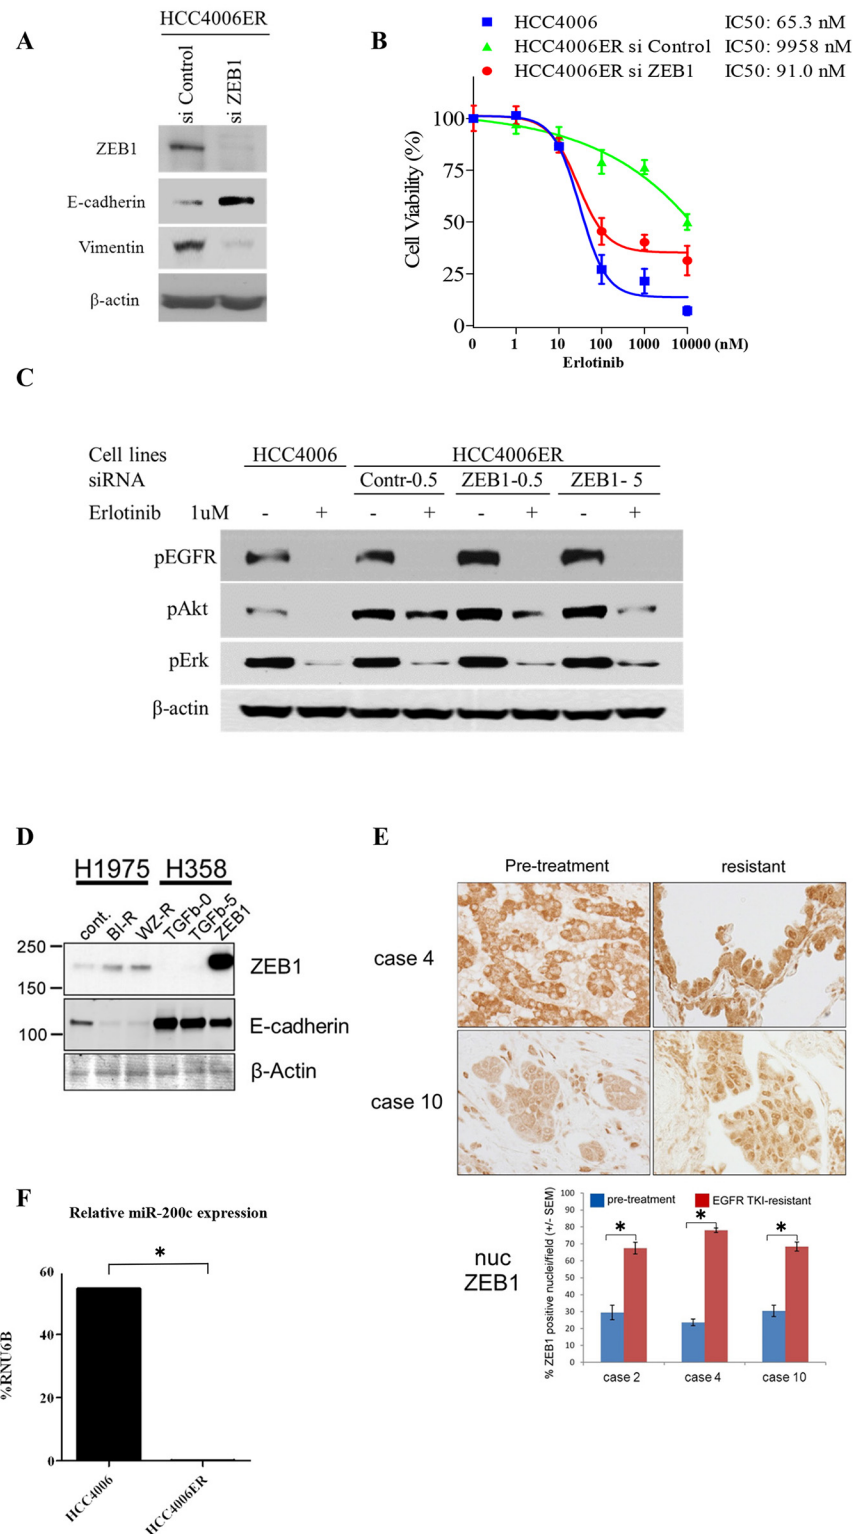 A
HCC4006ER
si Control
si ZEB1
ZEB1
E-cadherin
Vimentin
β-actin
B
HCC4006 IC50: 65.3 nM
HCC4006ER si Control IC50: 9958 nM
HCC4006ER si ZEB1 IC50: 91.0 nM
Cell Viability (%)
100
75
50
25
0
0 1 10 100 1000 10000 (nM)
Erlotinib
C
Cell lines HCC4006 HCC4006ER
siRNA Contr-0.5 ZEB1-0.5 ZEB1- 5
Erlotinib 1uM - + - + - + - +
pEGFR
pAkt
pErk
β-actin
D
H1975 H358
cont.
BI-R
WZ-R
TGFb-0
TGFb-5
ZEB1
250
150
ZEB1
100
E-cadherin
β-Actin
E
Pre-treatment resistant
case 4
case 10
nuc
ZEB1
% ZEB1 positive nuclei/field (+/- SEM)
100
90
80
70
60
50
40
30
20
10
0
pre-treatment EGFR TKI-resistant
* * *
case 2 case 4 case 10
F
Relative miR-200c expression
*
%RNU6B
60
40
20
0
HCC4006
HCC4006ER